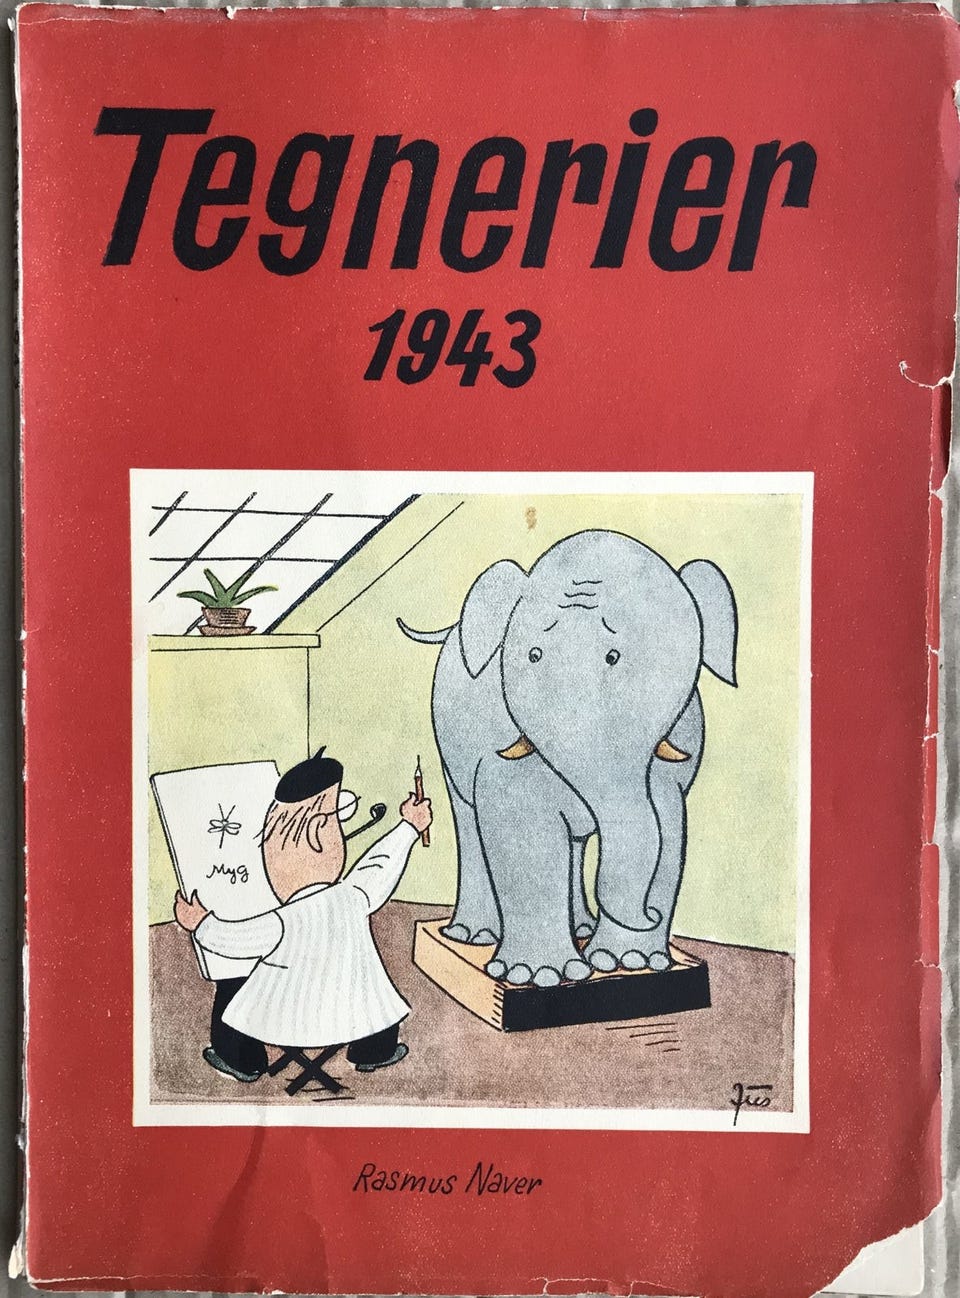 Tegnerier
1943
Myg
Rasmus Naver